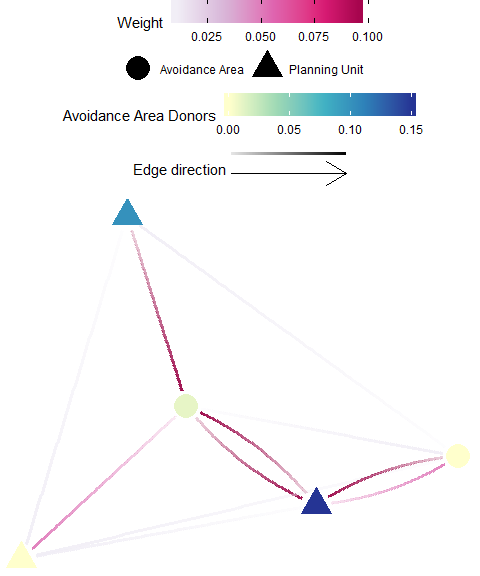 Weight
0.025 0.050 0.075 0.100
Avoidance Area Planning Unit
Avoidance Area Donors
0.00 0.05 0.10 0.15
Edge direction